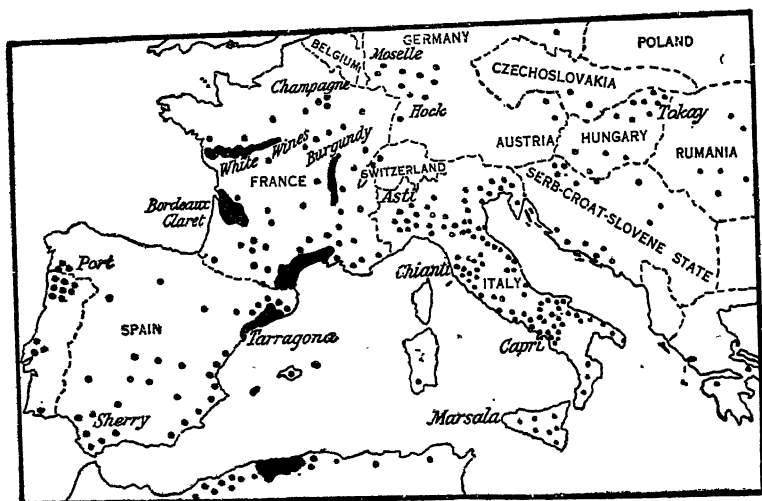 GERMANY
POLAND
BELGIUM
Moselle
CZECHOSLOVAKIA
Champagne
Hock
Tokay
AUSTRIA
HUNGARY
White Wines
Burgundy
RUMANIA
FRANCE
SWITZERLAND
Asti
SERB-CROAT-SLOVENE STATE
Bordeaux
Claret
Port
Chianti
ITALY
SPAIN
Tarragona
Capri
Sherry
Marsala